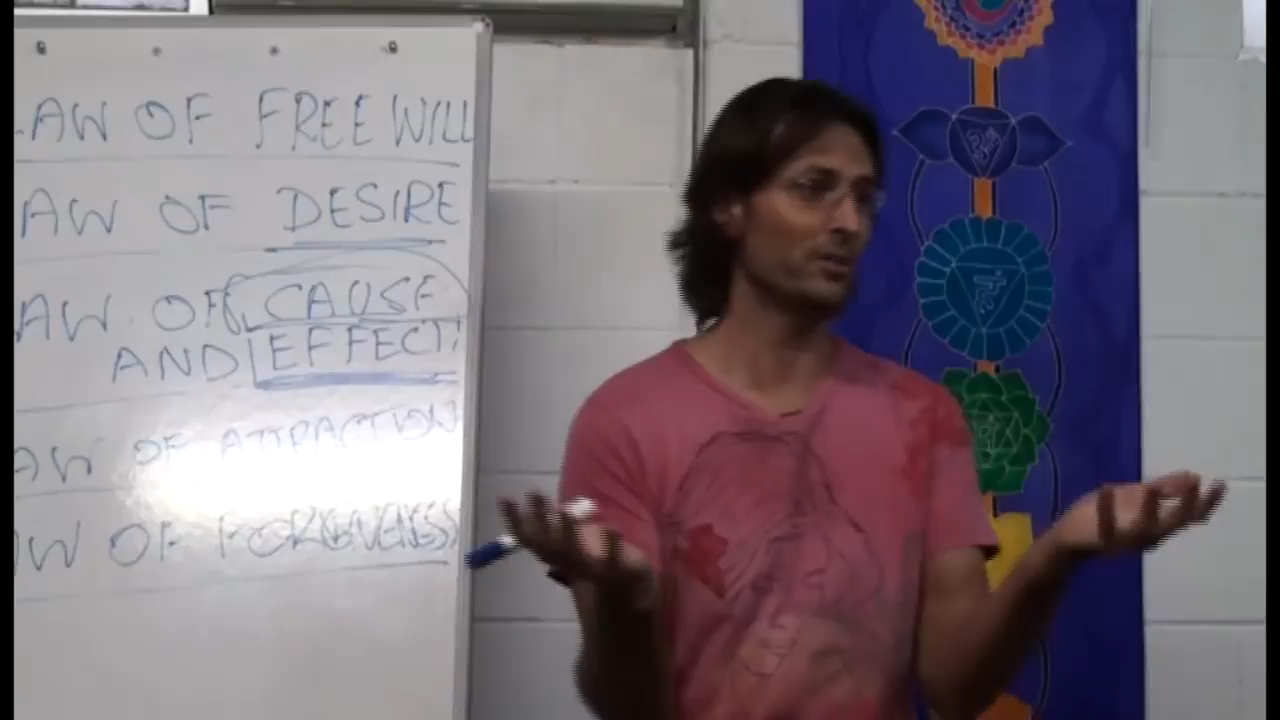 LAW OF FREE WILL
AW OF DESIRE
AW OF CAUSE
AND EFFECT!
AW OF ATTRACTION
W OF FORGIVENESS
ॐ
हं
यं